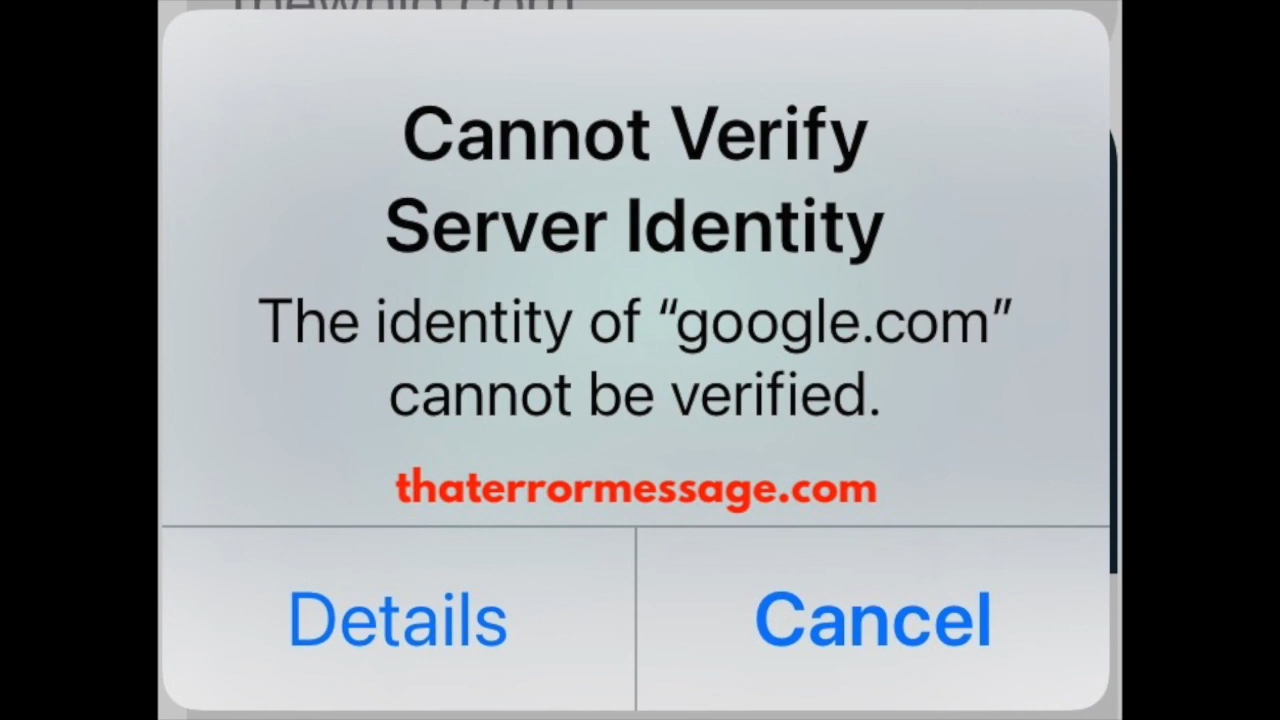 Cannot Verify
Server Identity
The identity of “google.com”
cannot be verified.
thaterrormessage.com
Details
Cancel